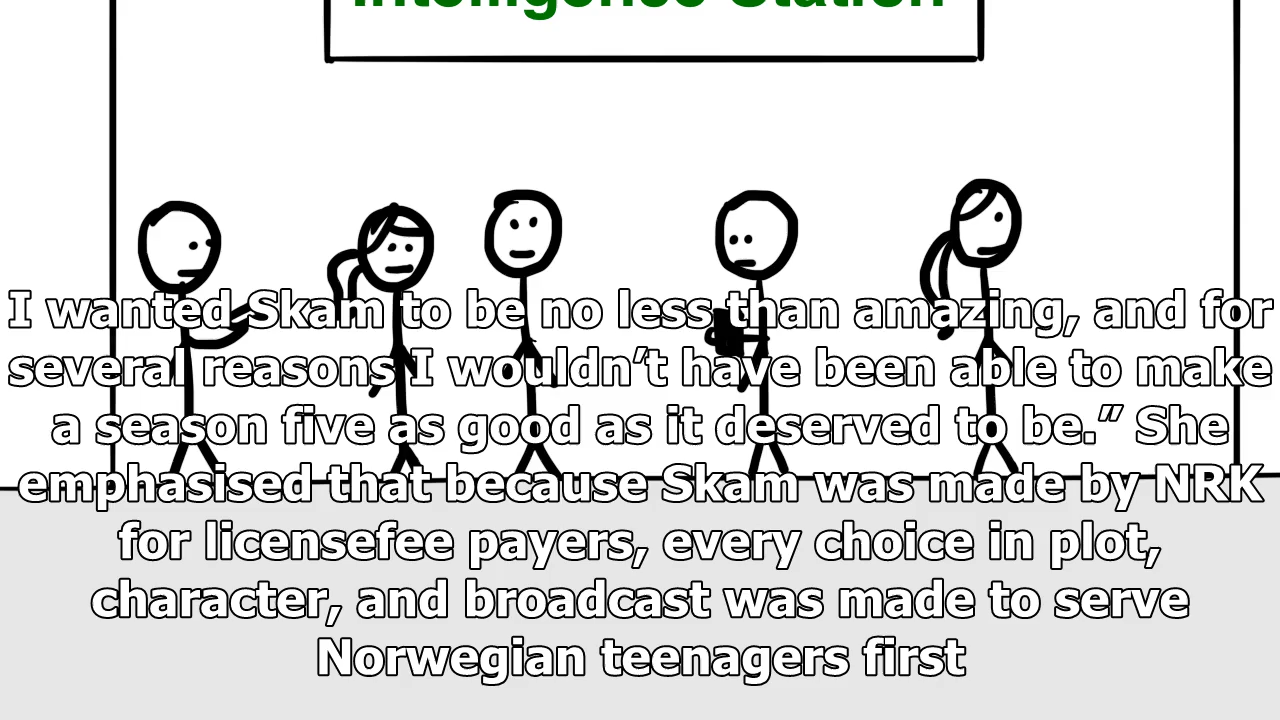 Intelligence Station
I wanted Skam to be no less than amazing, and for
several reasons I wouldn’t have been able to make
a season five as good as it deserved to be.” She
emphasised that because Skam was made by NRK
for licensefee payers, every choice in plot,
character, and broadcast was made to serve
Norwegian teenagers first